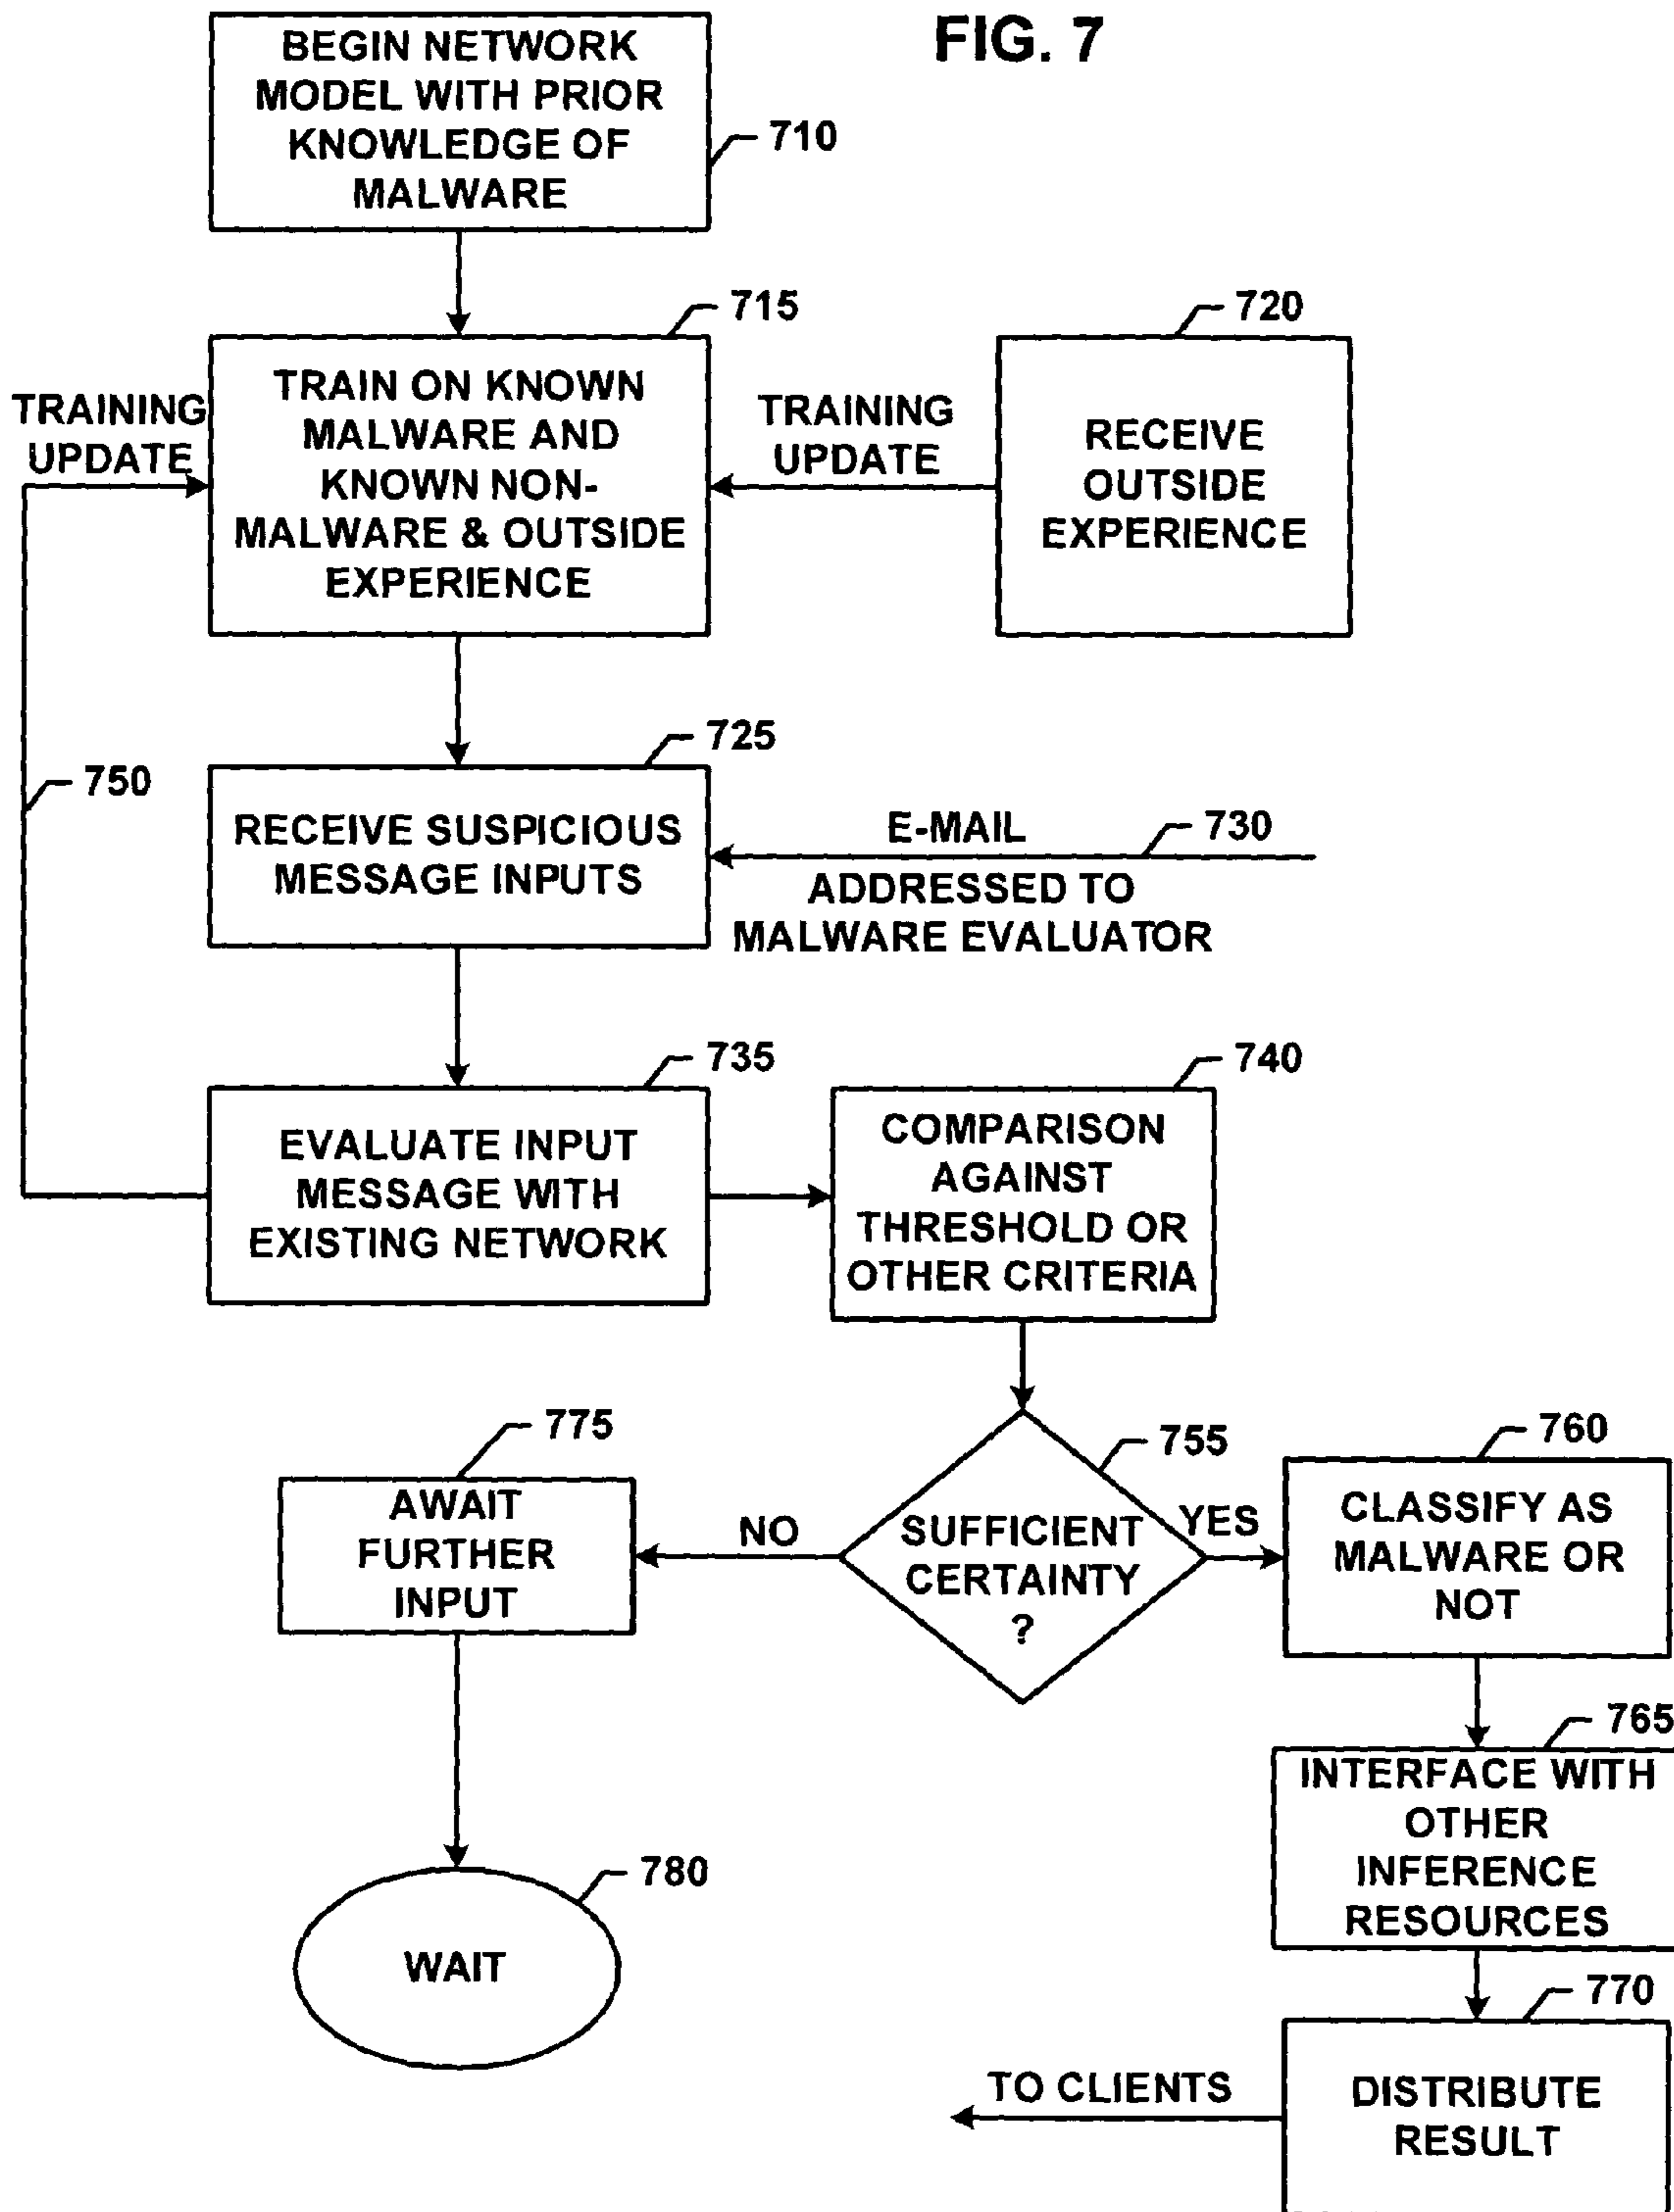 FIG. 7
BEGIN NETWORK
MODEL WITH PRIOR
KNOWLEDGE OF
MALWARE
710
715
TRAIN ON KNOWN
MALWARE AND
KNOWN NON-
MALWARE & OUTSIDE
EXPERIENCE
TRAINING
UPDATE
TRAINING
UPDATE
720
RECEIVE
OUTSIDE
EXPERIENCE
750
725
RECEIVE SUSPICIOUS
MESSAGE INPUTS
E-MAIL
730
ADDRESSED TO
MALWARE EVALUATOR
735
EVALUATE INPUT
MESSAGE WITH
EXISTING NETWORK
740
COMPARISON
AGAINST
THRESHOLD OR
OTHER CRITERIA
755
SUFFICIENT
CERTAINTY
?
NO
YES
775
AWAIT
FURTHER
INPUT
780
WAIT
760
CLASSIFY AS
MALWARE OR
NOT
765
INTERFACE WITH
OTHER
INFERENCE
RESOURCES
770
DISTRIBUTE
RESULT
TO CLIENTS